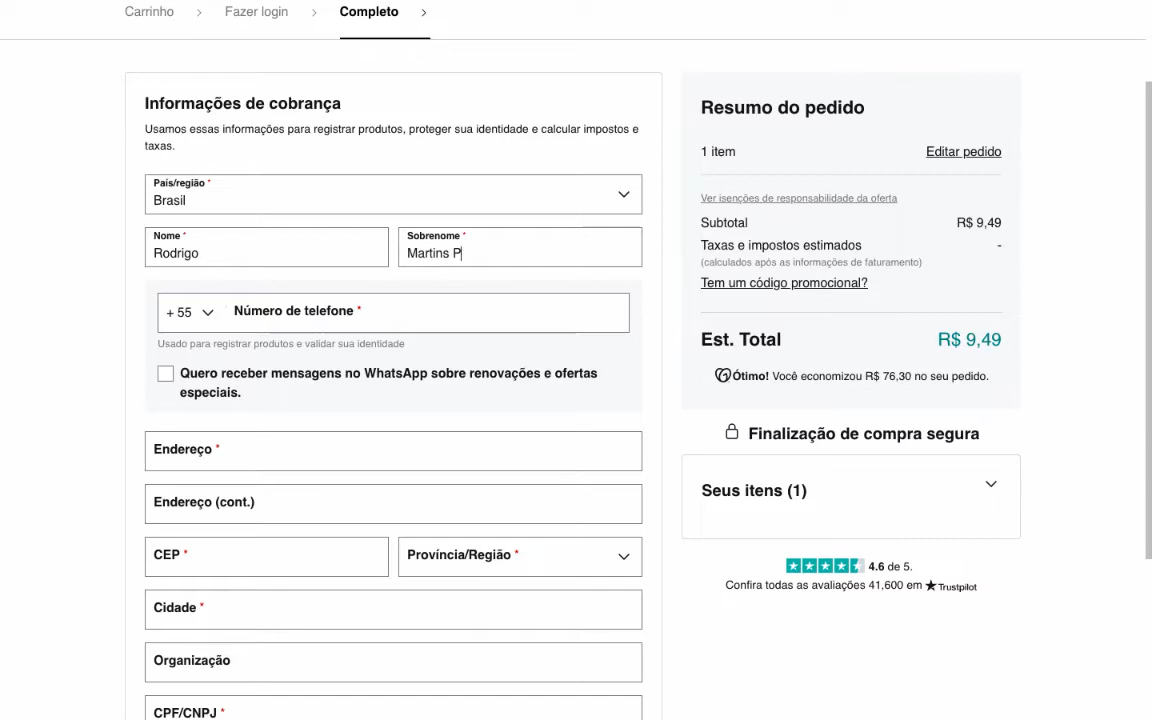 Carrinho > Fazer login > Completo >
Informações de cobrança
Usamos essas informações para registrar produtos, proteger sua identidade e calcular impostos e
taxas.
País/região *
Brasil
Nome *
Rodrigo
Sobrenome *
Martins P
+ 55
Número de telefone *
Usado para registrar produtos e validar sua identidade
Quero receber mensagens no WhatsApp sobre renovações e ofertas
especiais.
Endereço *
Endereço (cont.)
CEP *
Província/Região *
Cidade *
Organização
CPF/CNPJ *
Resumo do pedido
1 item
Editar pedido
Ver isenções de responsabilidade da oferta
Subtotal R$ 9,49
Taxas e impostos estimados -
(calculados após as informações de faturamento)
Tem um código promocional?
Est. Total R$ 9,49
Ótimo! Você economizou R$ 76,30 no seu pedido.
Finalização de compra segura
Seus itens (1)
4.6 de 5.
Confira todas as avaliações 41,600 em ★ Trustpilot